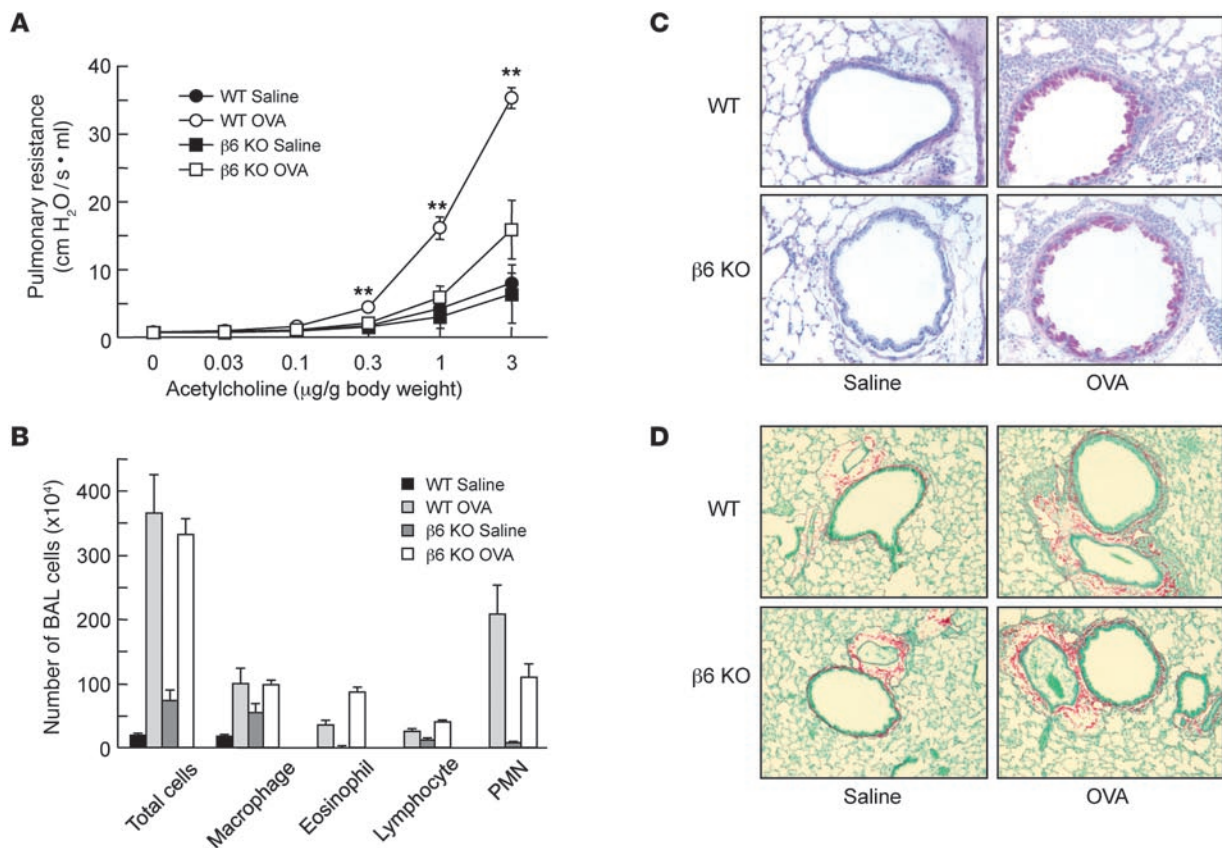 A
Pulmonary resistance
(cm H₂O / s • ml)
40
30
20
10
0
WT Saline
WT OVA
β6 KO Saline
β6 KO OVA
**
**
**
0 0.03 0.1 0.3 1 3
Acetylcholine (μg/g body weight)
B
Number of BAL cells (x10⁴)
400
300
200
100
0
WT Saline
WT OVA
β6 KO Saline
β6 KO OVA
Total cells
Macrophage
Eosinophil
Lymphocyte
PMN
C
WT
β6 KO
Saline OVA
D
WT
β6 KO
Saline OVA